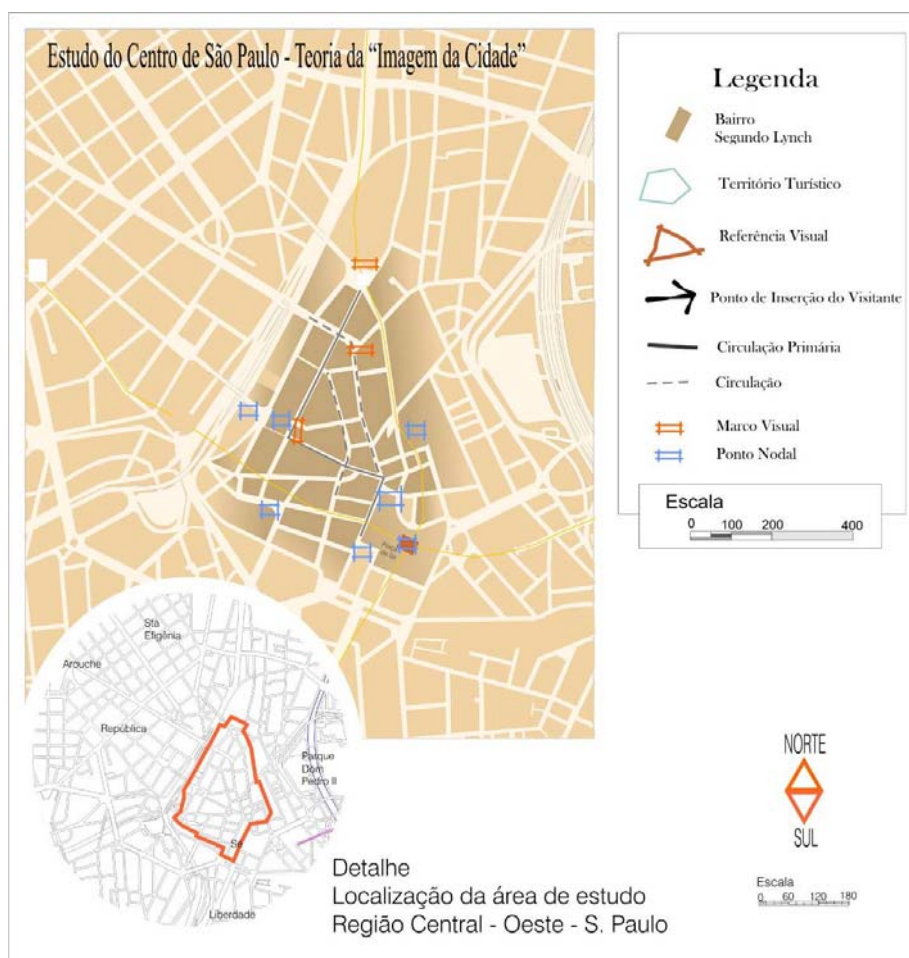 Estudo do Centro de São Paulo - Teoria da “Imagem da Cidade”
Legenda
Bairro
Segundo Lynch
Território Turístico
Referência Visual
Ponto de Inserção do Visitante
Circulação Primária
Circulação
Marco Visual
Ponto Nodal
Escala
0 100 200 400
Praça
da Sé
Sta
Efigênia
Arouche
República
Parque
Dom
Pedro II
Sé
Liberdade
NORTE
SUL
Detalhe
Localização da área de estudo
Região Central - Oeste - S. Paulo
Escala
0 60 120 180